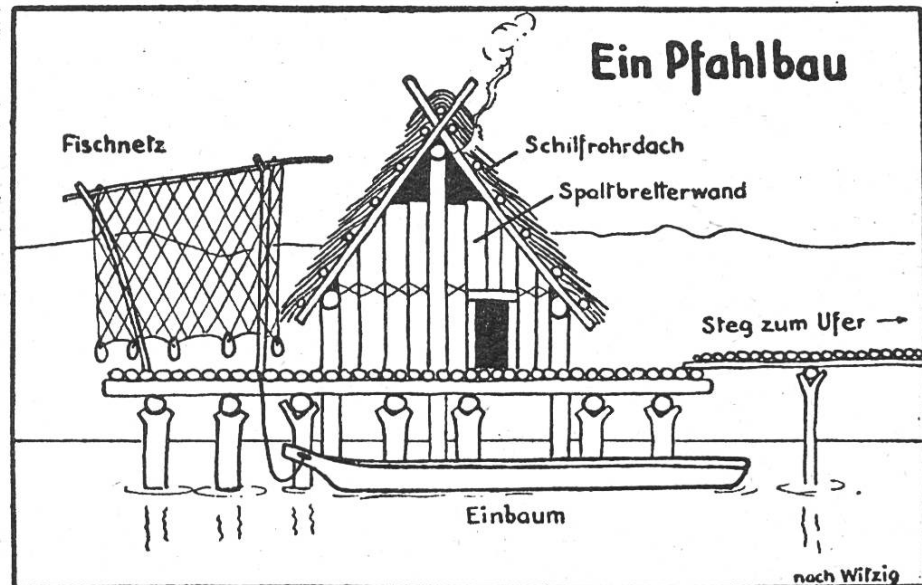 Ein Pfahlbau
Fischnetz
Schilfrohrdach
Spaltbretterwand
Steg zum Ufer →
Einbaum
nach Witzig